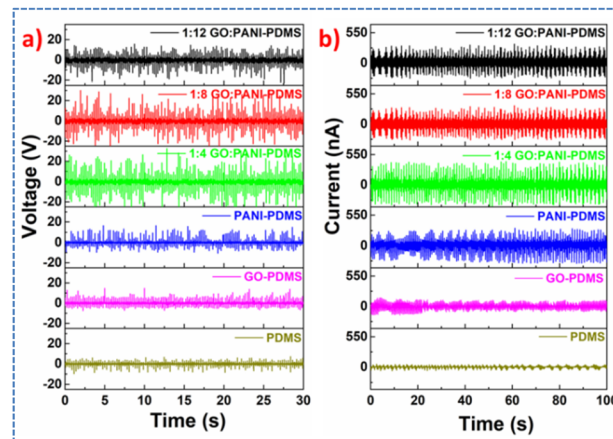 a)
Voltage (V)
1:12 GO:PANI-PDMS
20
0
-20
1:8 GO:PANI-PDMS
20
0
-20
1:4 GO:PANI-PDMS
20
0
-20
PANI-PDMS
20
0
-20
GO-PDMS
20
0
-20
PDMS
20
0
-20
0 5 10 15 20 25 30
Time (s)
b)
Current (nA)
1:12 GO:PANI-PDMS
550
0
1:8 GO:PANI-PDMS
550
0
1:4 GO:PANI-PDMS
550
0
PANI-PDMS
550
0
GO-PDMS
550
0
PDMS
550
0
0 20 40 60 80 100
Time (s)